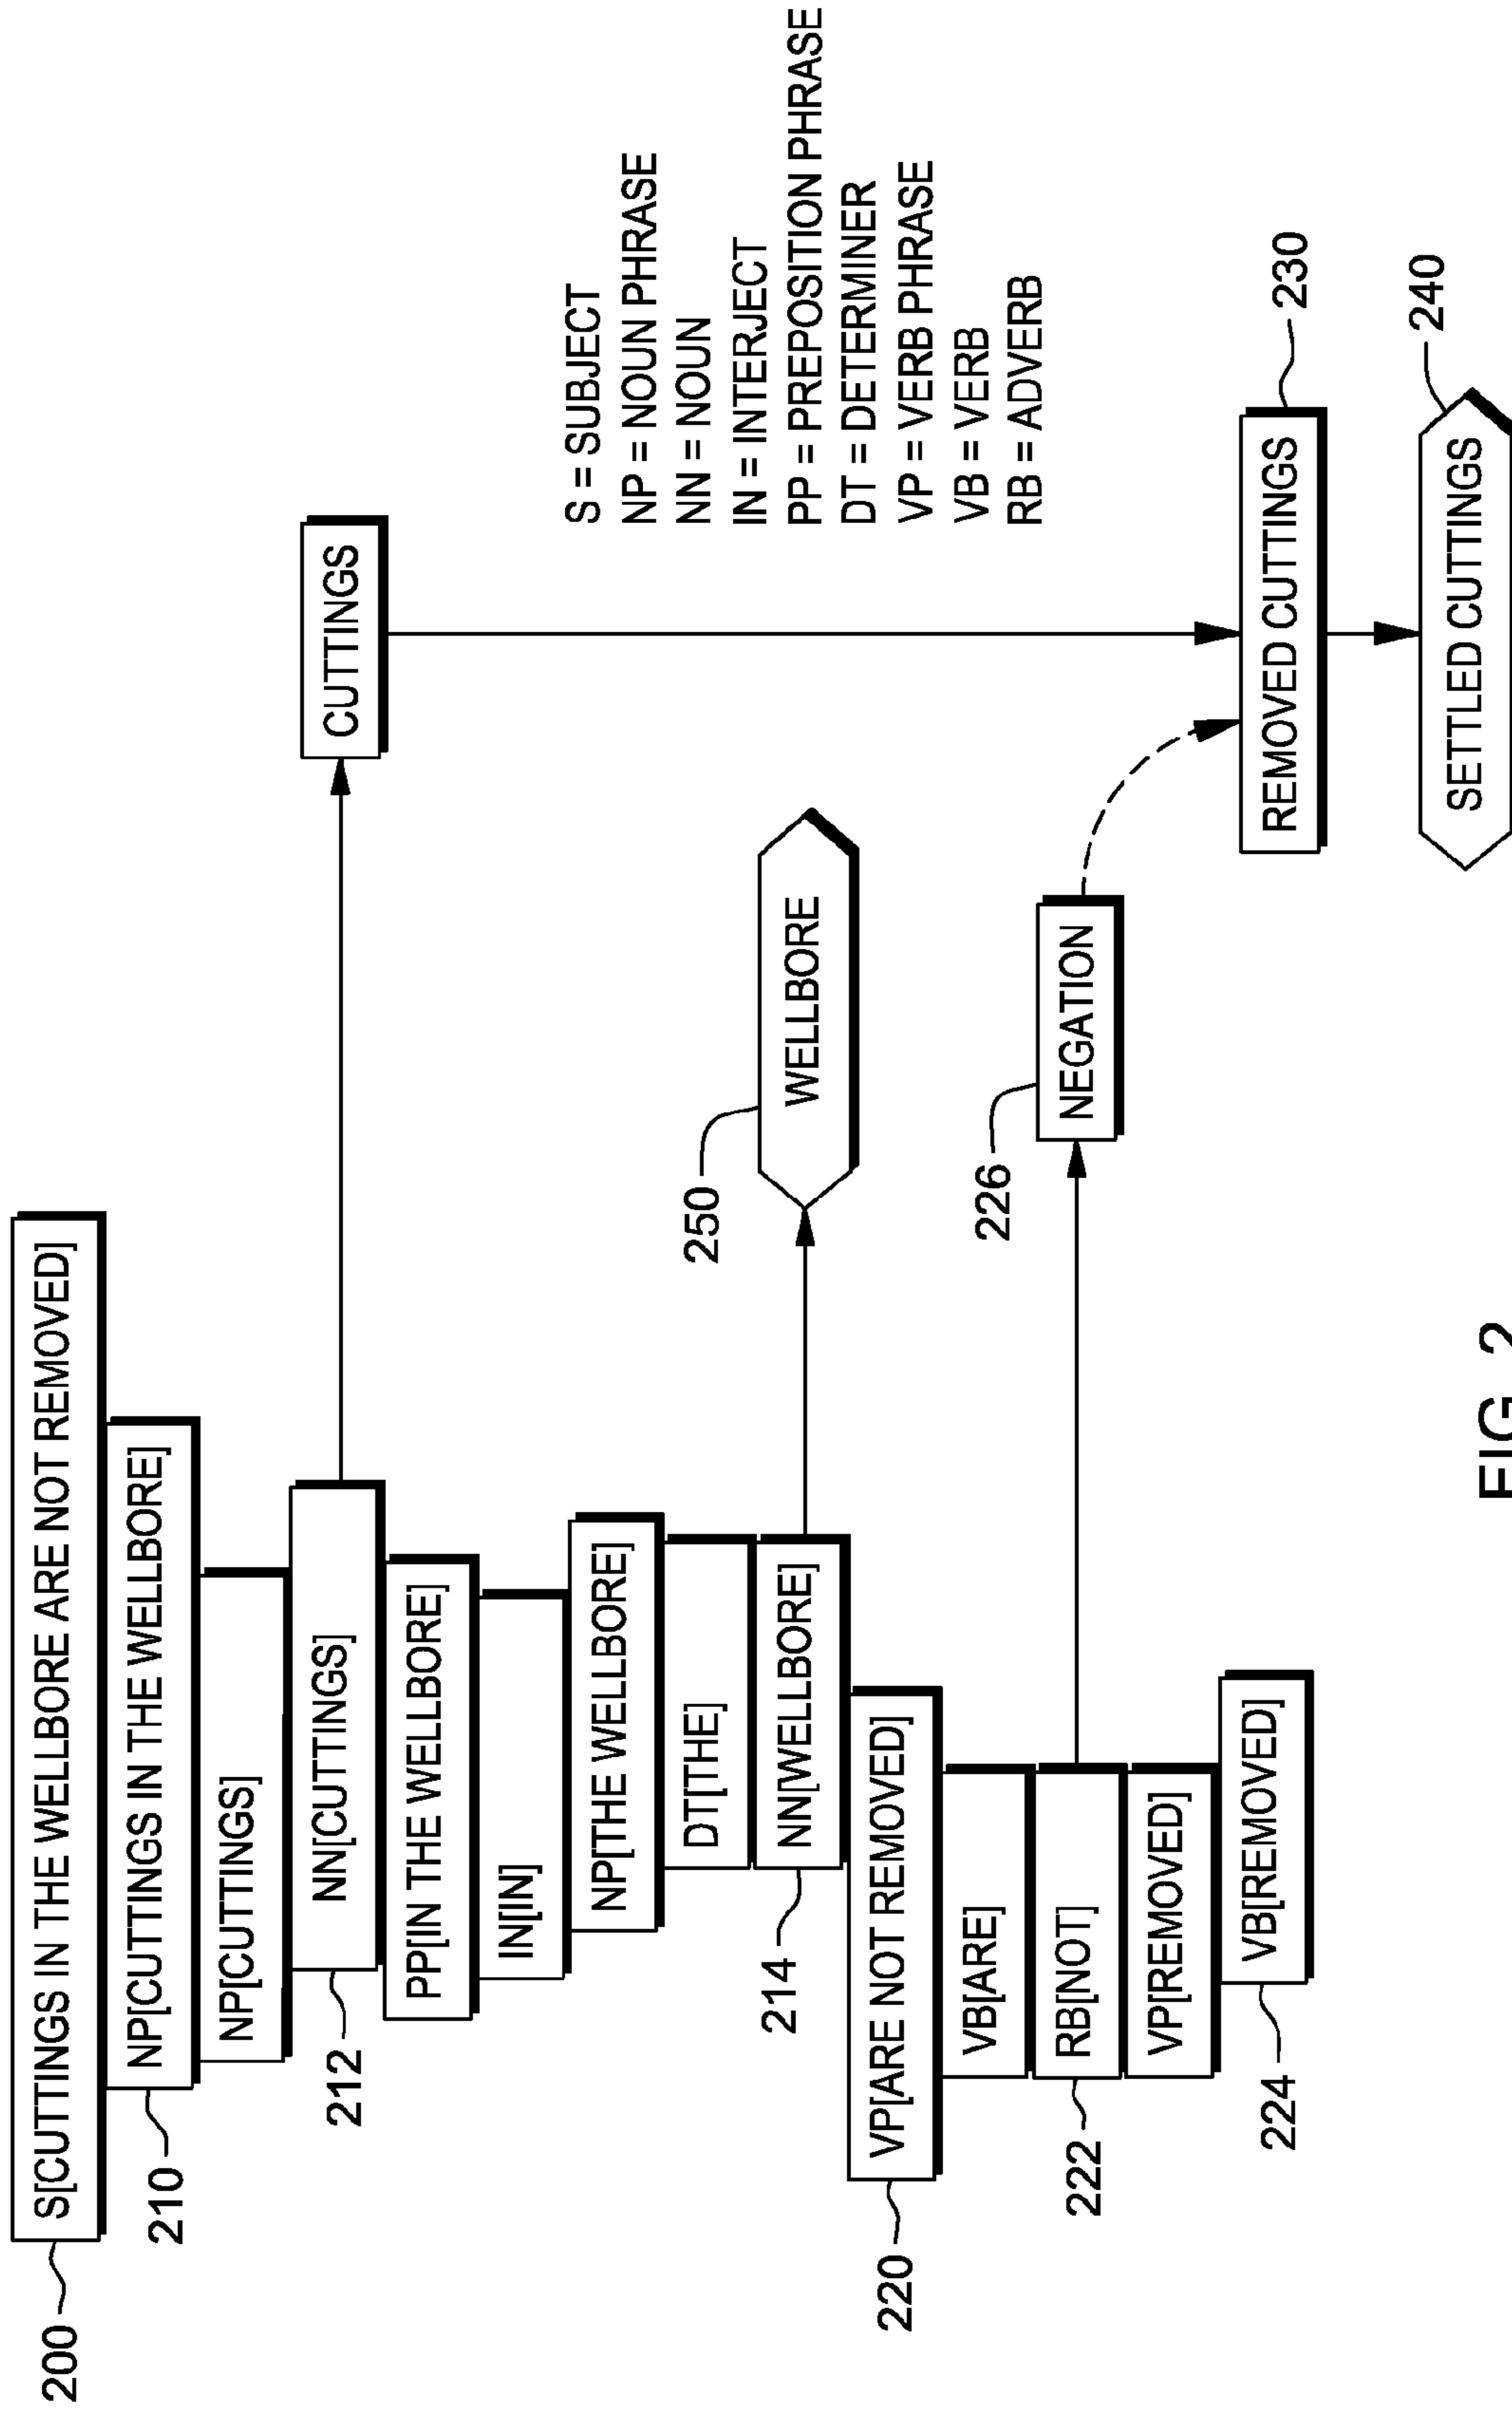 200
S[CUTTINGS IN THE WELLBORE ARE NOT REMOVED]
210
NP[CUTTINGS IN THE WELLBORE]
NP[CUTTINGS]
212
NN[CUTTINGS]
CUTTINGS
PP[IN THE WELLBORE]
IN[IN]
NP[THE WELLBORE]
DT[THE]
214
NN[WELLBORE]
250
WELLBORE
220
VP[ARE NOT REMOVED]
VB[ARE]
222
RB[NOT]
226
NEGATION
VP[REMOVED]
224
VB[REMOVED]
S = SUBJECT
NP = NOUN PHRASE
NN = NOUN
IN = INTERJECT
PP = PREPOSITION PHRASE
DT = DETERMINER
VP = VERB PHRASE
VB = VERB
RB = ADVERB
REMOVED CUTTINGS
230
SETTLED CUTTINGS
240
FIG. 2